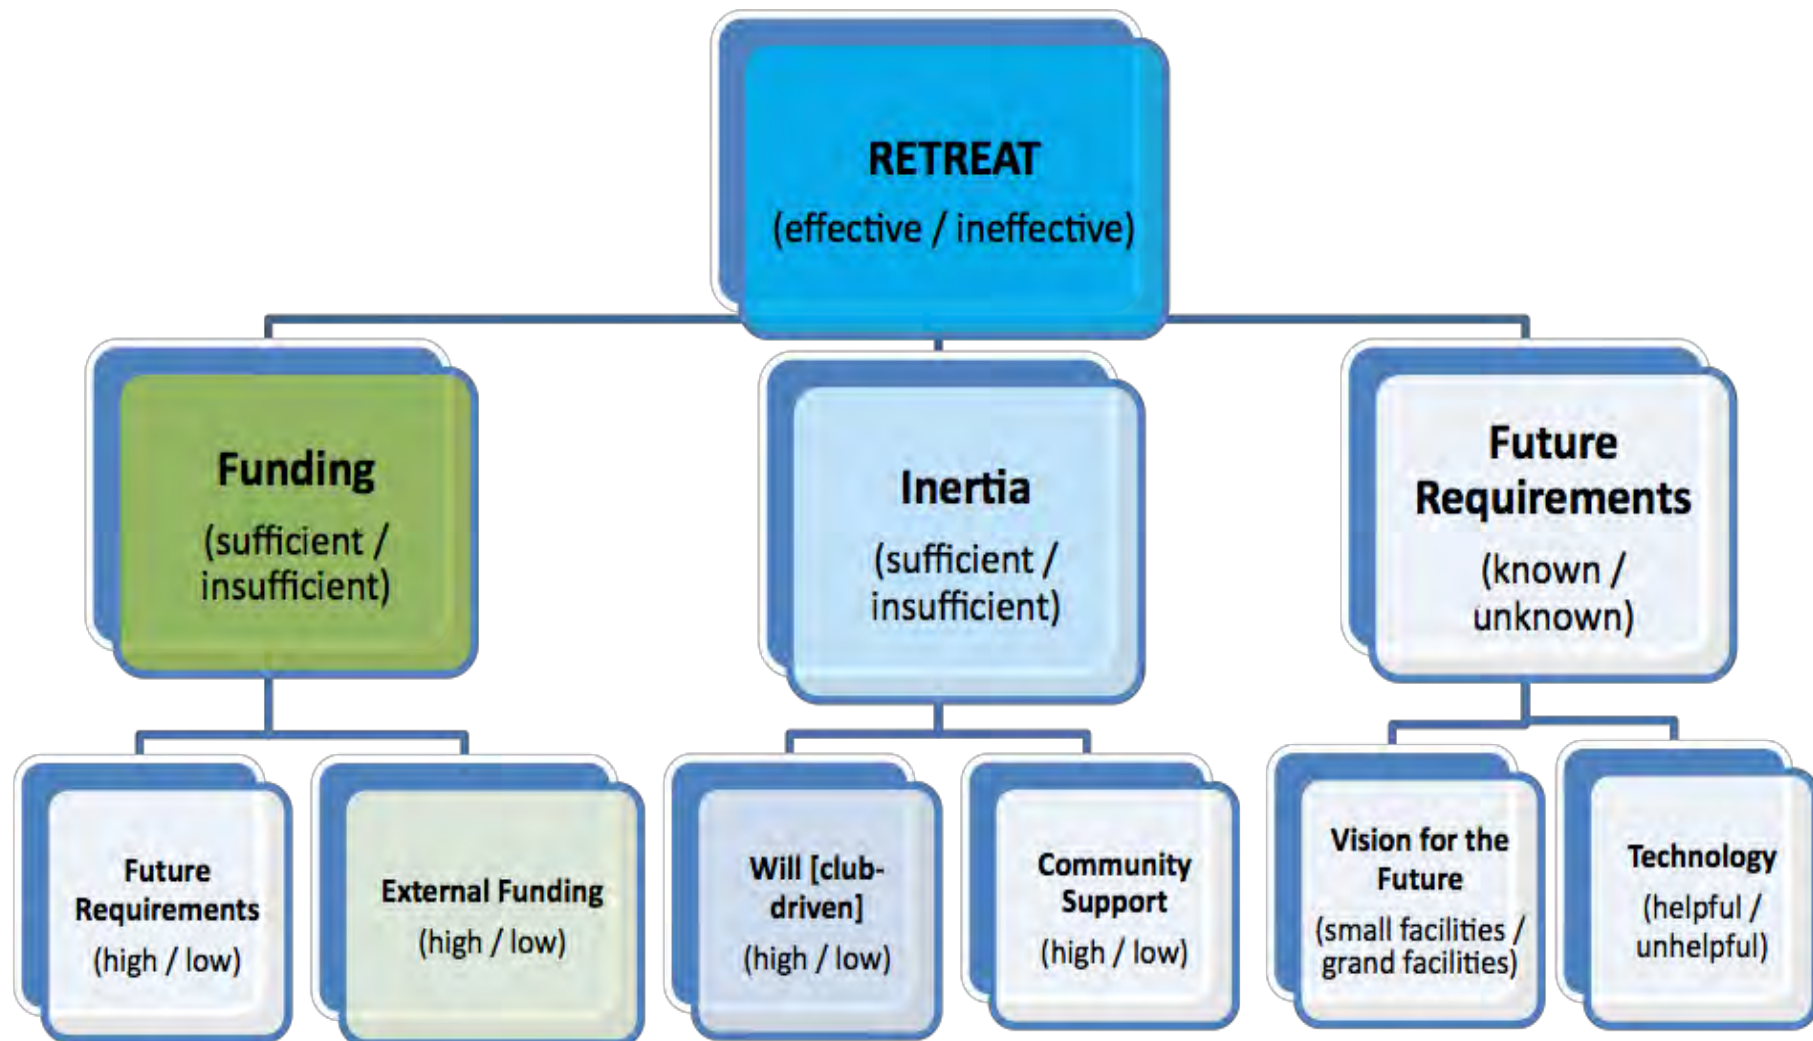 RETREAT
(effective / ineffective)
Funding
(sufficient /
insufficient)
Inertia
(sufficient /
insufficient)
Future
Requirements
(known /
unknown)
Future
Requirements
(high / low)
External Funding
(high / low)
Will [club-
driven]
(high / low)
Community
Support
(high / low)
Vision for the
Future
(small facilities /
grand facilities)
Technology
(helpful /
unhelpful)